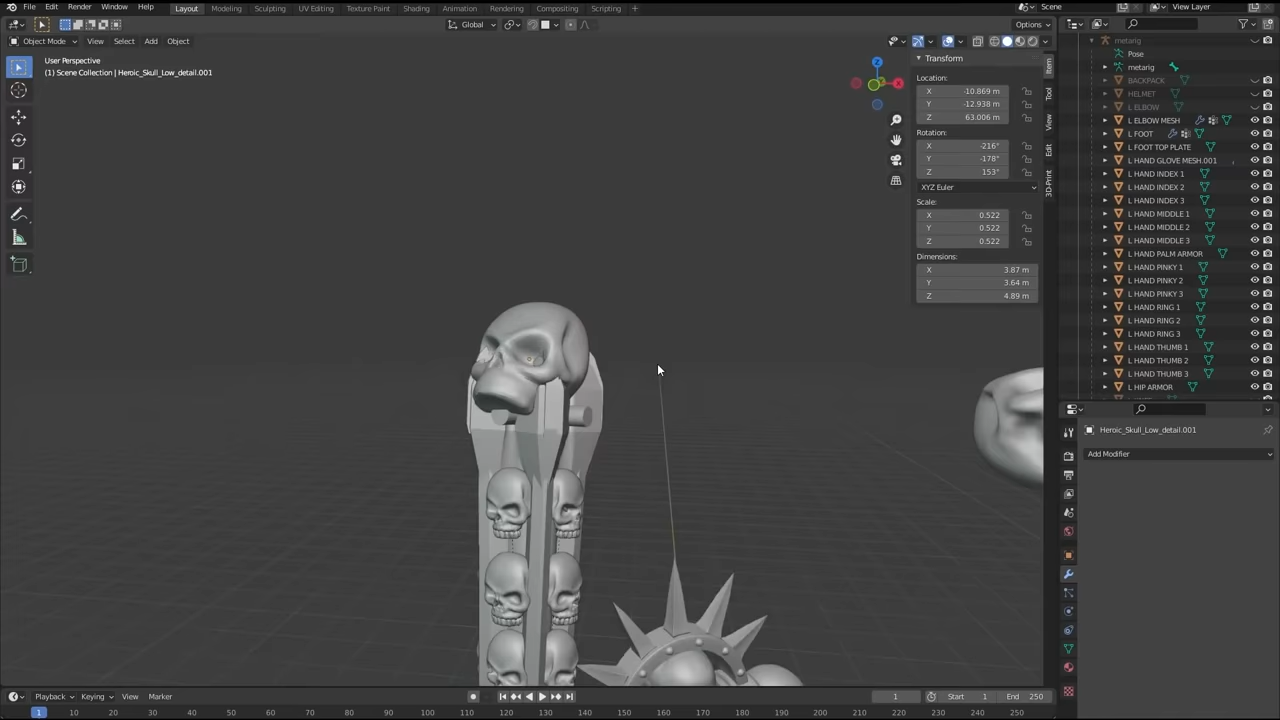 File Edit Render Window Help Layout Modeling Sculpting UV Editing Texture Paint Shading Animation Rendering Compositing Scripting Scene View Layer
Global Options
Object Mode View Select Add Object
User Perspective
(1) Scene Collection | Heroic_Skull_Low_detail.001
X
Z
Transform
Location:
X -10.869 m
Y -12.938 m
Z 63.006 m
Rotation:
X -216°
Y -178°
Z 153°
XYZ Euler
Scale:
X 0.522
Y 0.522
Z 0.522
Dimensions:
X 3.87 m
Y 3.64 m
Z 4.89 m
Item
Tool
View
Edit
3D-Print
metarig
Pose
metarig
BACKPACK
HELMET
L ELBOW
L ELBOW MESH
L FOOT
L FOOT TOP PLATE
L HAND GLOVE MESH.001
L HAND INDEX 1
L HAND INDEX 2
L HAND INDEX 3
L HAND MIDDLE 1
L HAND MIDDLE 2
L HAND MIDDLE 3
L HAND PALM ARMOR
L HAND PINKY 1
L HAND PINKY 2
L HAND PINKY 3
L HAND RING 1
L HAND RING 2
L HAND RING 3
L HAND THUMB 1
L HAND THUMB 2
L HAND THUMB 3
L HIP ARMOR
Heroic_Skull_Low_detail.001
Add Modifier
Playback Keying View Marker 1 Start 1 End 250
1 10 20 30 40 50 60 70 80 90 100 110 120 130 140 150 160 170 180 190 200 210 220 230 240 250